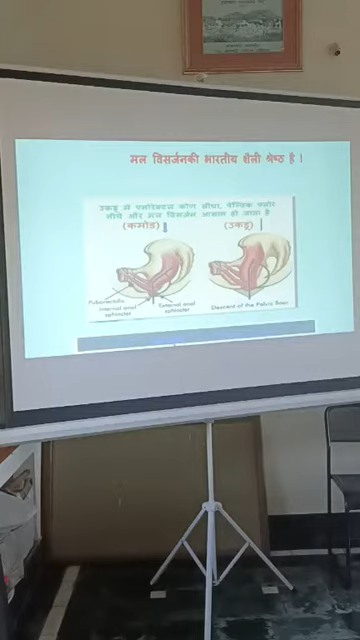 मल विसर्जनकी भारतीय शैली श्रेष्ठ है !
उकडू में एनोरेक्टल कोण सीधा, पेल्विक फ्लोर
नीचे और मल विसर्जन आसान हो जाता है
(कमोड) (उकडू)
Puborectalis
Internal anal
sphincter
External anal
sphincter
Descent of the Pelvic floor